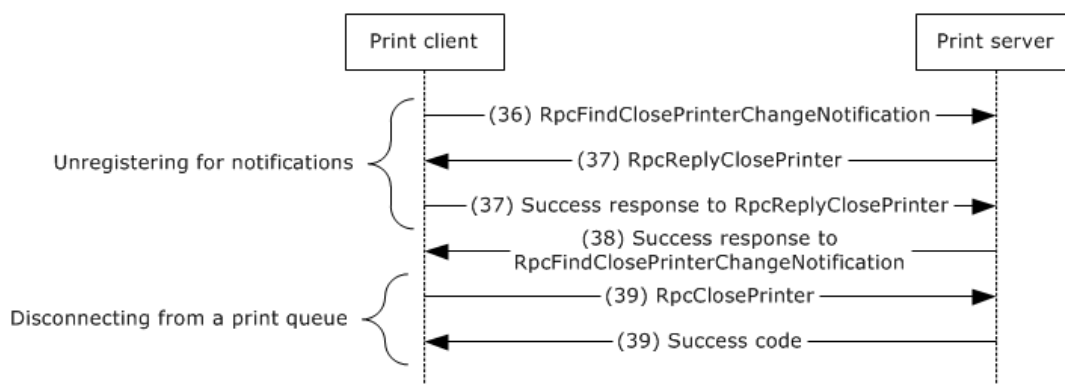 Print client
Print server
(36) RpcFindClosePrinterChangeNotification
Unregistering for notifications
(37) RpcReplyClosePrinter
(37) Success response to RpcReplyClosePrinter
(38) Success response to
RpcFindClosePrinterChangeNotification
(39) RpcClosePrinter
Disconnecting from a print queue
(39) Success code